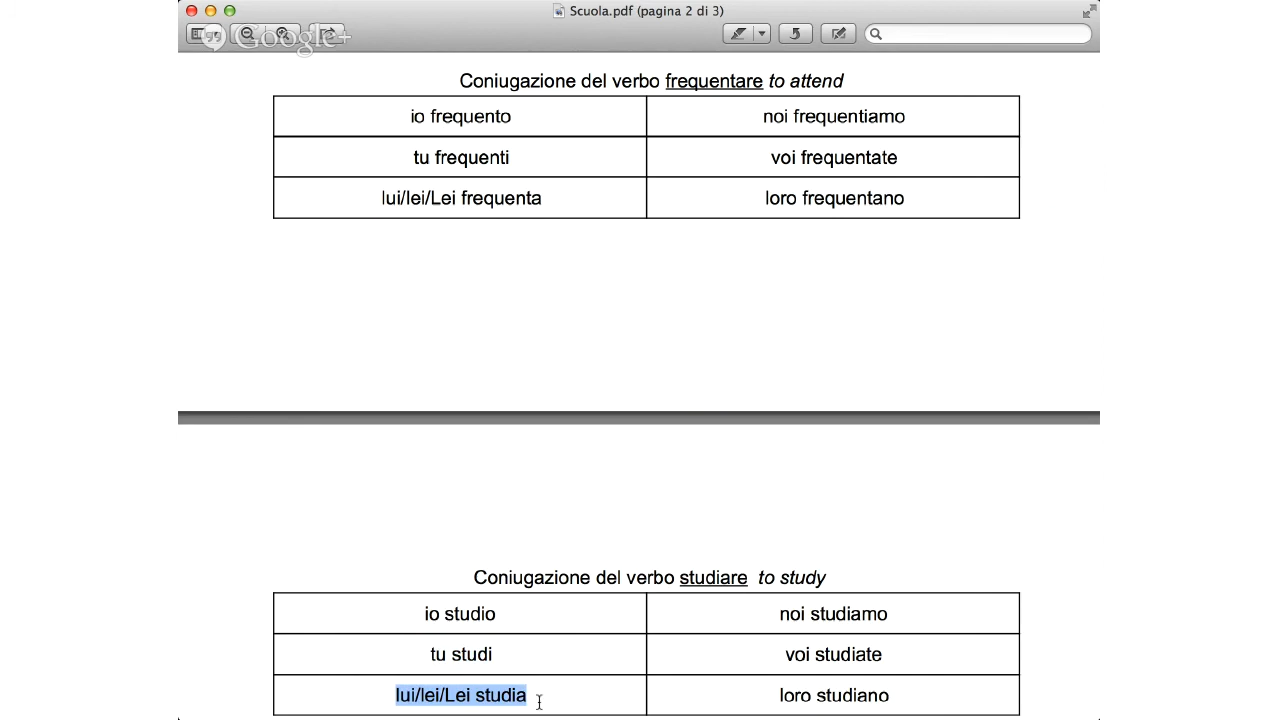 Scuola.pdf (pagina 2 di 3)
Google+
Coniugazione del verbo frequentare to attend
io frequento noi frequentiamo
tu frequenti voi frequentate
lui/lei/Lei frequenta loro frequentano
Coniugazione del verbo studiare to study
io studio noi studiamo
tu studi voi studiate
lui/lei/Lei studia loro studiano